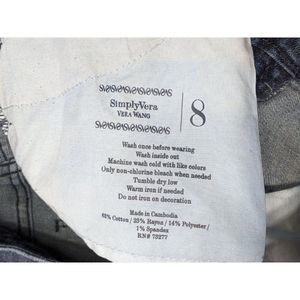 SimplyVera
VERA WANG
8
Wash once before wearing
Wash inside out
Machine wash cold with like colors
Only non-chlorine bleach when needed
Tumble dry low
Warm iron if needed
Do not iron on decoration
Made in Cambodia
Cotton / 25% Rayon / 14% Polyester /
1% Spandex
RN# 73277